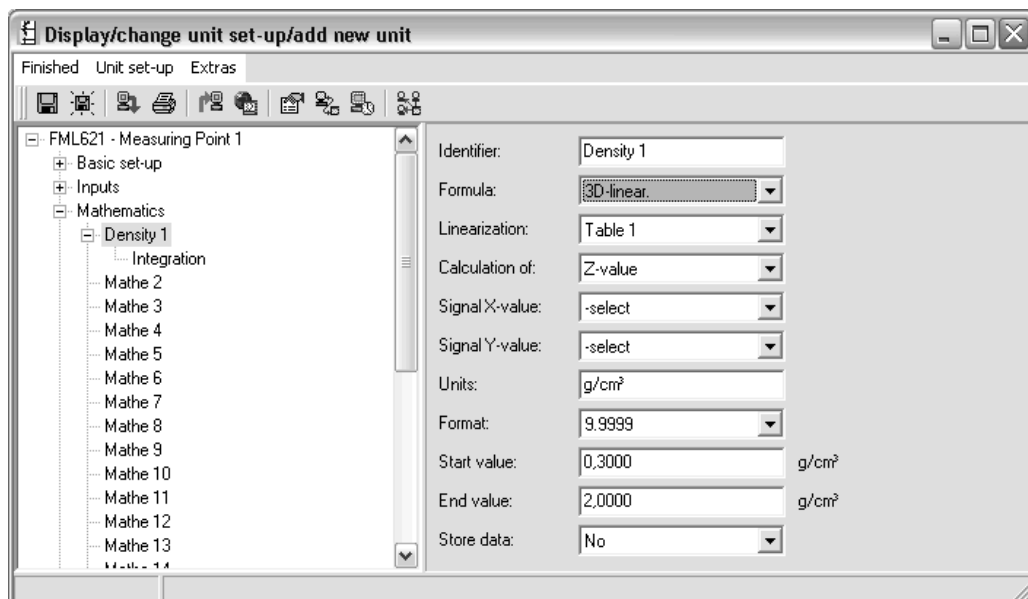 Display/change unit set-up/add new unit
Finished Unit set-up Extras
FML621 - Measuring Point 1
Basic set-up
Inputs
Mathematics
Density 1
Integration
Mathe 2
Mathe 3
Mathe 4
Mathe 5
Mathe 6
Mathe 7
Mathe 8
Mathe 9
Mathe 10
Mathe 11
Mathe 12
Mathe 13
Mathe 14
Identifier: Density 1
Formula: 3D-linear.
Linearization: Table 1
Calculation of: Z-value
Signal X-value: -select
Signal Y-value: -select
Units: g/cm³
Format: 9.9999
Start value: 0,3000 g/cm³
End value: 2,0000 g/cm³
Store data: No